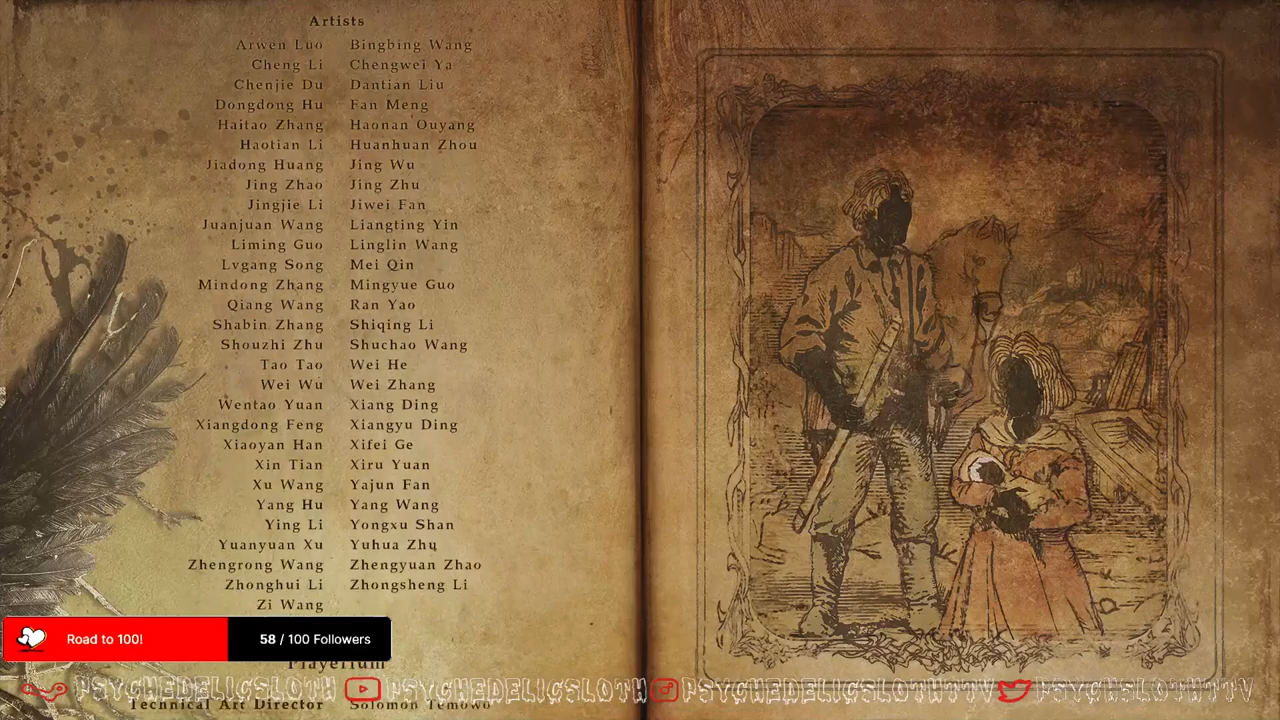 Artists
Arwen Luo Bingbing Wang
Cheng Li Chengwei Ya
Chenjie Du Dantian Liu
Dongdong Hu Fan Meng
Haitao Zhang Haonan Ouyang
Haotian Li Huanhuan Zhou
Jiadong Huang Jing Wu
Jing Zhao Jing Zhu
Jingjie Li Jiwei Fan
Juanjuan Wang Liangting Yin
Liming Guo Linglin Wang
Lvgang Song Mei Qin
Mindong Zhang Mingyue Guo
Qiang Wang Ran Yao
Shabin Zhang Shiqing Li
Shouzhi Zhu Shuchao Wang
Tao Tao Wei He
Wei Wu Wei Zhang
Wentao Yuan Xiang Ding
Xiangdong Feng Xiangyu Ding
Xiaoyan Han Xifei Ge
Xin Tian Xiru Yuan
Xu Wang Yajun Fan
Yang Hu Yang Wang
Ying Li Yongxu Shan
Yuanyuan Xu Yuhua Zhu
Zhengrong Wang Zhengyuan Zhao
Zhonghui Li Zhongsheng Li
Zi Wang
Road to 100! 58 / 100 Followers
Playerium
PSYCHEDELICSLOTH PSYCHEDELICSLOTH PSYCHEDELICSLOTHTTV PSYCHSLOTHTTV
Technical Art Director Solomon Temowo